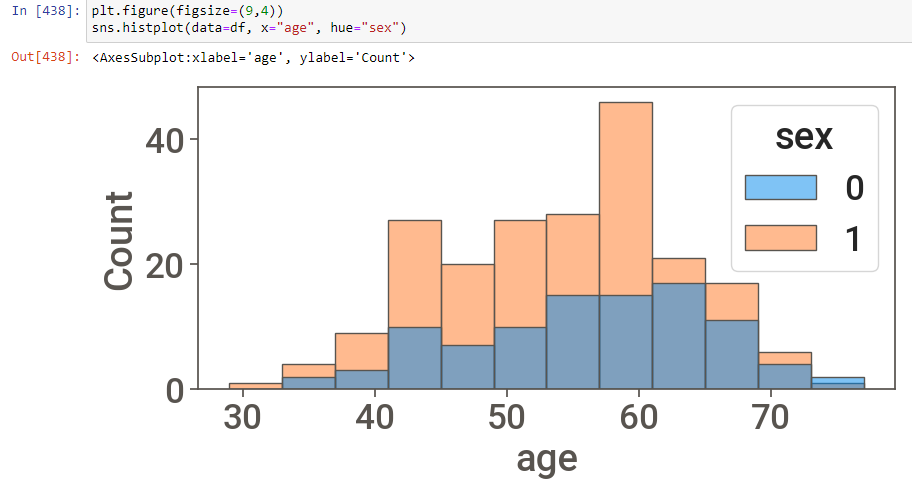 In [438]: plt.figure(figsize=(9,4))
sns.histplot(data=df, x="age", hue="sex")
Out[438]: <AxesSubplot:xlabel='age', ylabel='Count'>
sex
0
1
Count
40
20
0
30 40 50 60 70
age